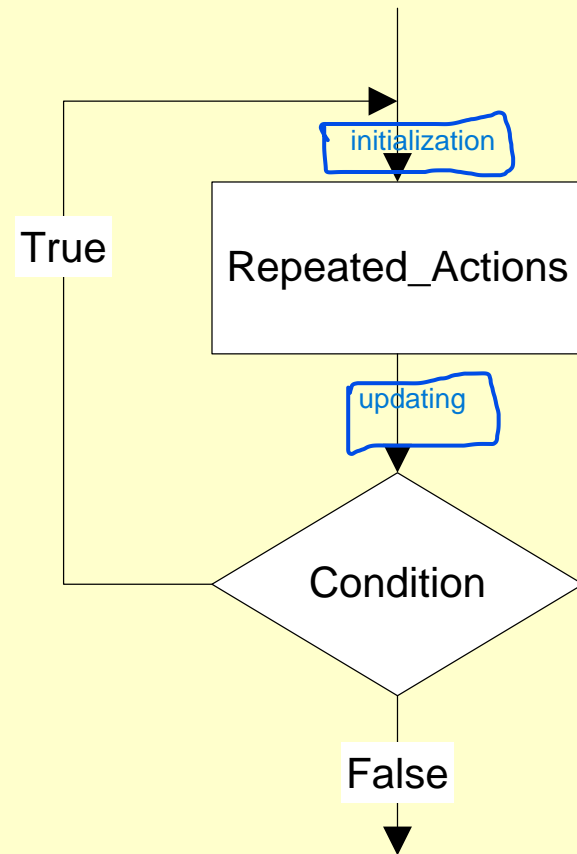 initialization
True
Repeated_Actions
updating
Condition
False